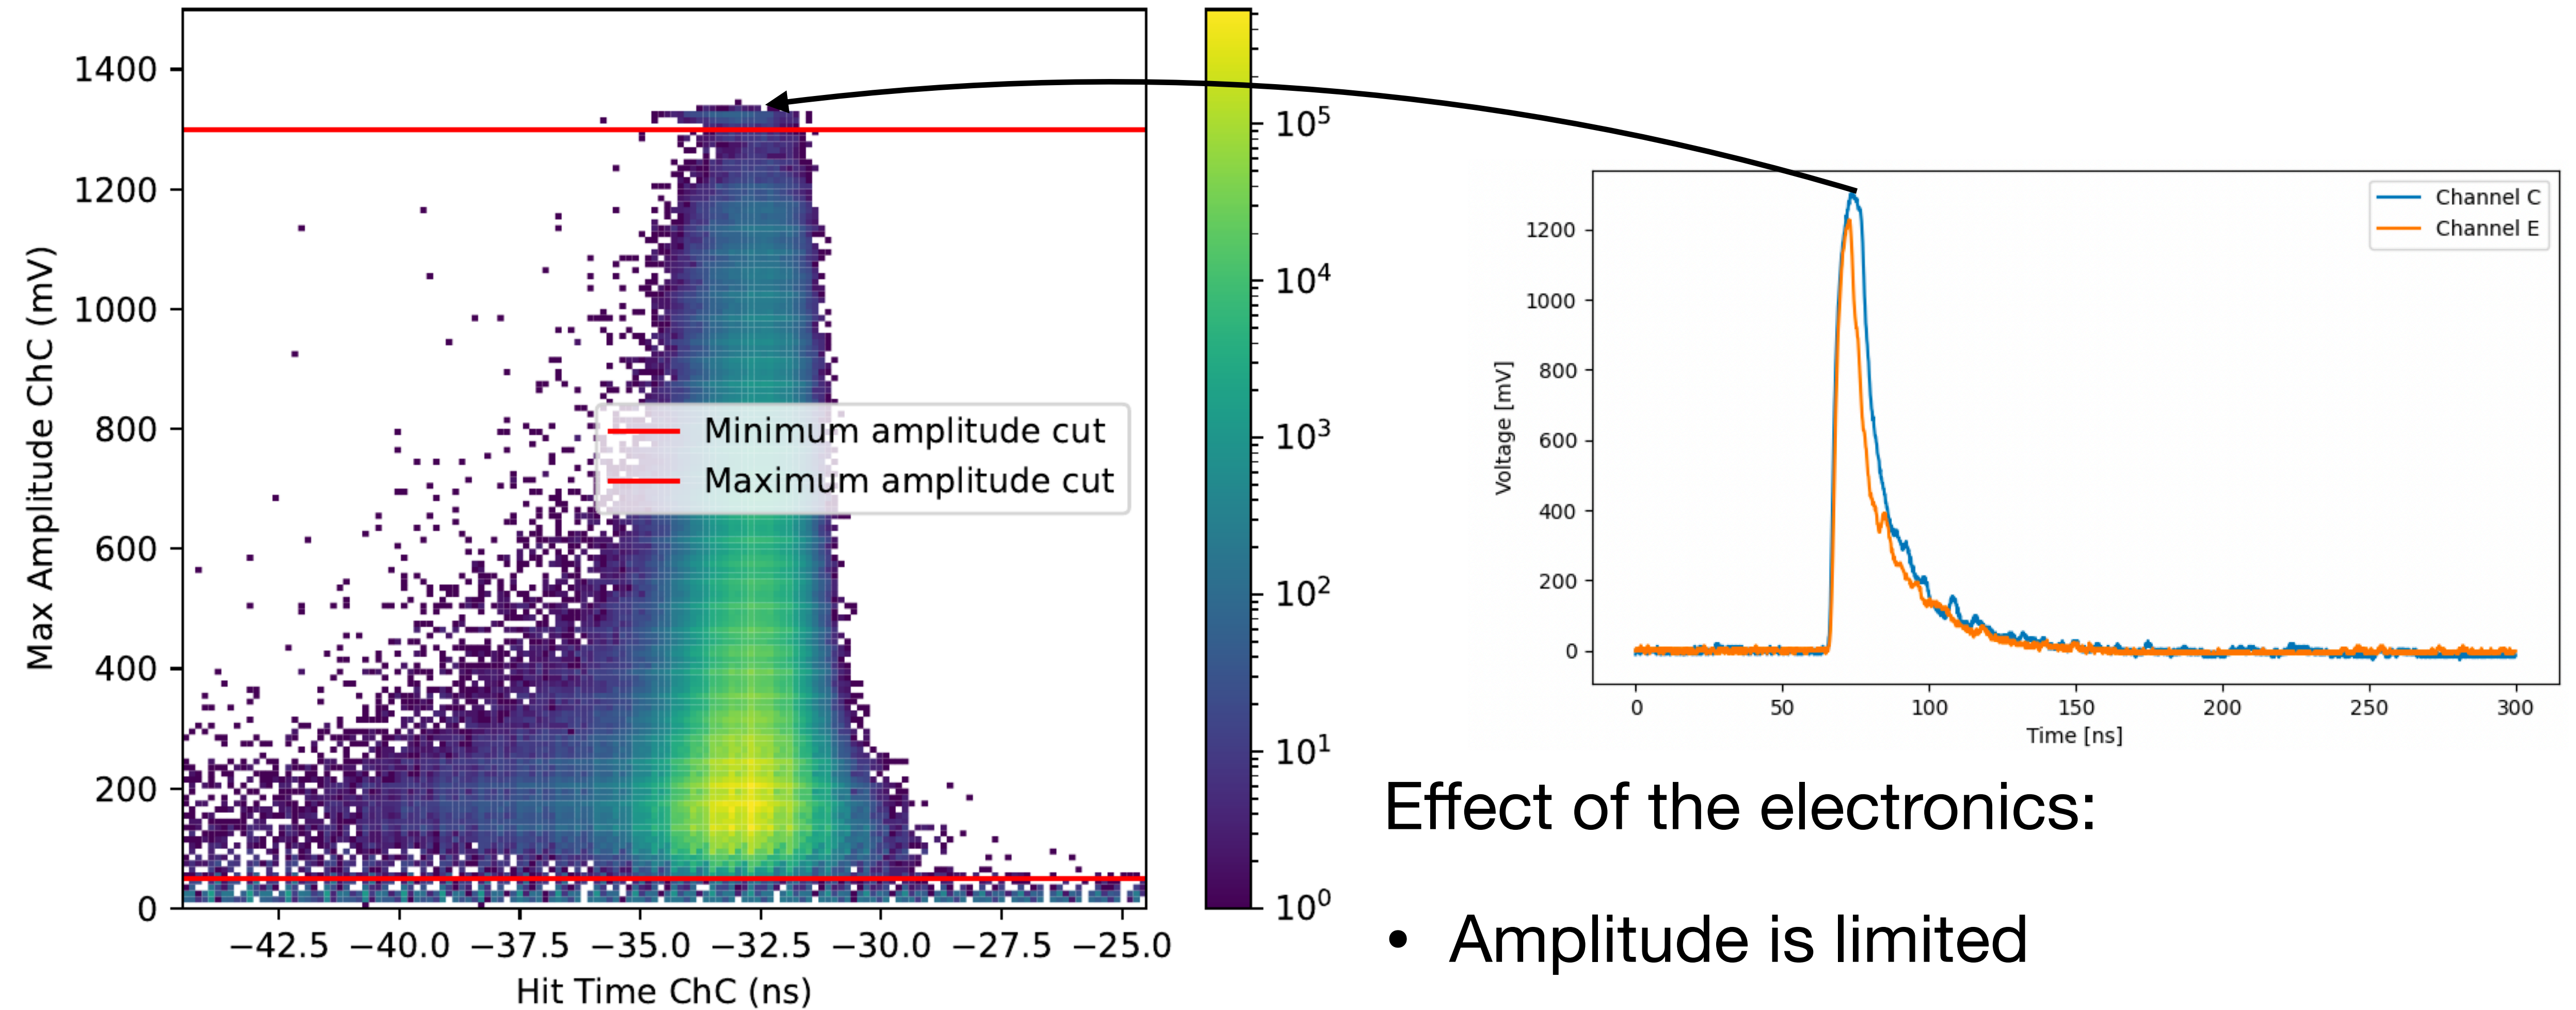 Max Amplitude ChC (mV)
1400
1200
1000
800
600
400
200
0
−42.5 −40.0 −37.5 −35.0 −32.5 −30.0 −27.5 −25.0
Hit Time ChC (ns)
Minimum amplitude cut
Maximum amplitude cut
10⁵
10⁴
10³
10²
10¹
10⁰
Channel C
Channel E
Voltage [mV]
1200
1000
800
600
400
200
0
0 50 100 150 200 250 300
Time [ns]
Effect of the electronics:
• Amplitude is limited